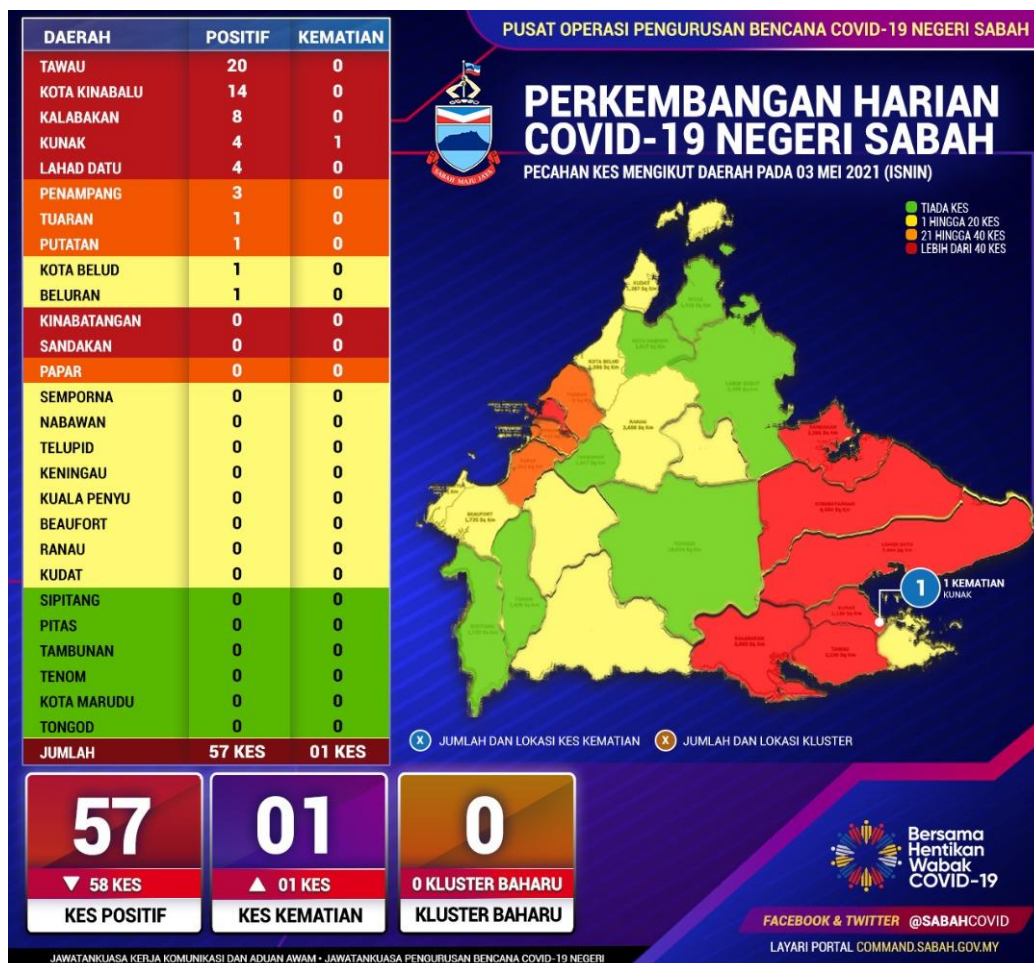 PUSAT OPERASI PENGURUSAN BENCANA COVID-19 NEGERI SABAH
PERKEMBANGAN HARIAN
COVID-19 NEGERI SABAH
PECAHAN KES MENGIKUT DAERAH PADA 03 MEI 2021 (ISNIN)
SABAH MAJU JAYA
DAERAH POSITIF KEMATIAN
TAWAU 20 0
KOTA KINABALU 14 0
KALABAKAN 8 0
KUNAK 4 1
LAHAD DATU 4 0
PENAMPANG 3 0
TUARAN 1 0
PUTATAN 1 0
KOTA BELUD 1 0
BELURAN 1 0
KINABATANGAN 0 0
SANDAKAN 0 0
PAPAR 0 0
SEMPORNA 0 0
NABAWAN 0 0
TELUPID 0 0
KENINGAU 0 0
KUALA PENYU 0 0
BEAUFORT 0 0
RANAU 0 0
KUDAT 0 0
SIPITANG 0 0
PITAS 0 0
TAMBUNAN 0 0
TENOM 0 0
KOTA MARUDU 0 0
TONGOD 0 0
JUMLAH 57 KES 01 KES
TIADA KES
1 HINGGA 20 KES
21 HINGGA 40 KES
LEBIH DARI 40 KES
KUDAT
KOTA BELUD
RANAU
BEAUFORT
1
1 KEMATIAN
KUNAK
X JUMLAH DAN LOKASI KES KEMATIAN
X JUMLAH DAN LOKASI KLUSTER
57
▼ 58 KES
KES POSITIF
01
▲ 01 KES
KES KEMATIAN
0
0 KLUSTER BAHARU
KLUSTER BAHARU
Bersama
Hentikan
Wabak
COVID-19
FACEBOOK & TWITTER @SABAHCOVID
LAYARI PORTAL COMMAND.SABAH.GOV.MY
JAWATANKUASA KERJA KOMUNIKASI DAN ADUAN AWAM • JAWATANKUASA PENGURUSAN BENCANA COVID-19 NEGERI